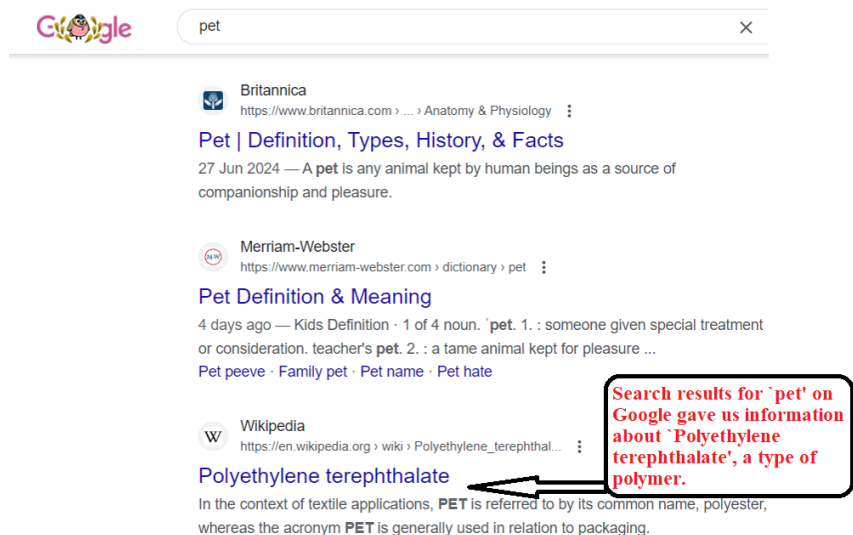 Google
pet
Britannica
https://www.britannica.com › ... › Anatomy & Physiology
Pet | Definition, Types, History, & Facts
27 Jun 2024 — A pet is any animal kept by human beings as a source of
companionship and pleasure.
M-W
Merriam-Webster
https://www.merriam-webster.com › dictionary › pet
Pet Definition & Meaning
4 days ago — Kids Definition · 1 of 4 noun. ˈpet. 1. : someone given special treatment
or consideration. teacher's pet. 2. : a tame animal kept for pleasure ...
Pet peeve · Family pet · Pet name · Pet hate
W
Wikipedia
https://en.wikipedia.org › wiki › Polyethylene_terephthal...
Polyethylene terephthalate
In the context of textile applications, PET is referred to by its common name, polyester,
whereas the acronym PET is generally used in relation to packaging.
Search results for `pet' on
Google gave us information
about `Polyethylene
terephthalate', a type of
polymer.